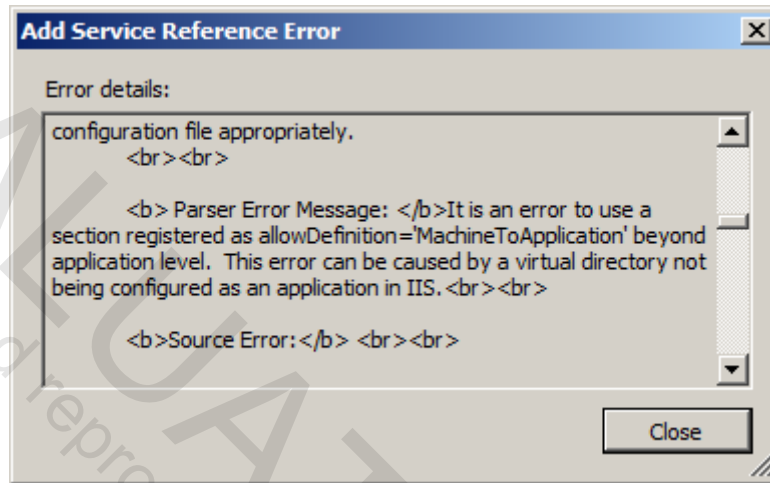 Add Service Reference Error
Error details:
configuration file appropriately.
<br><br>
<b> Parser Error Message: </b>It is an error to use a
section registered as allowDefinition='MachineToApplication' beyond
application level.  This error can be caused by a virtual directory not
being configured as an application in IIS.<br><br>
<b>Source Error:</b> <br><br>
Close